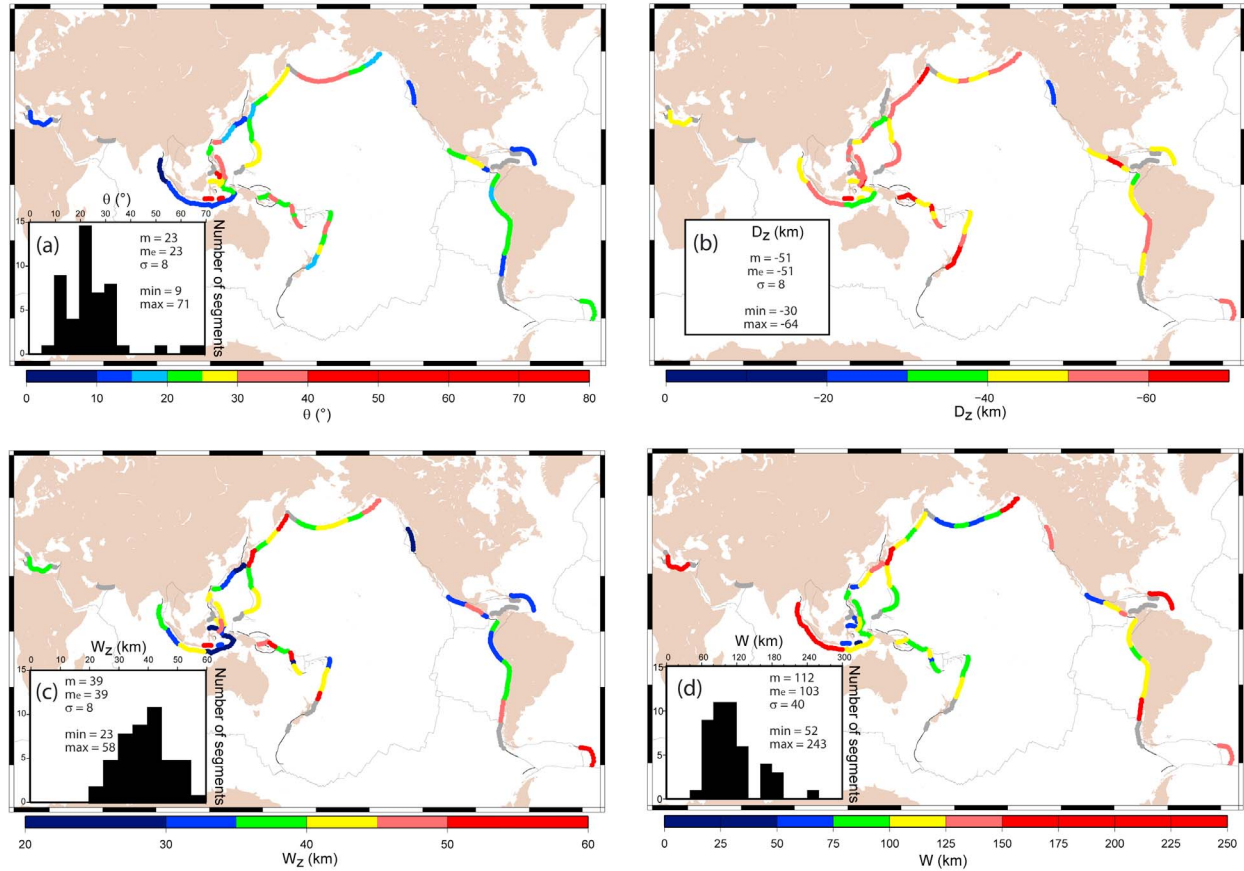 θ (°)
0 10 20 30 40 50 60 70
15
10
5
0
(a)
m = 23
me = 23
σ = 8
min = 9
max = 71
Number of segments
0 10 20 30 40 50 60 70 80
θ (°)
(b)
DZ (km)
m = -51
me = -51
σ = 8
min = -30
max = -64
0 −20 −40 −60
DZ (km)
WZ (km)
0 10 20 30 40 50 60
15
10
5
0
(c)
m = 39
me = 39
σ = 8
min = 23
max = 58
Number of segments
20 30 40 50 60
WZ (km)
W (km)
0 60 120 180 240 300
15
10
5
0
(d)
m = 112
me = 103
σ = 40
min = 52
max = 243
Number of segments
0 25 50 75 100 125 150 175 200 225 250
W (km)